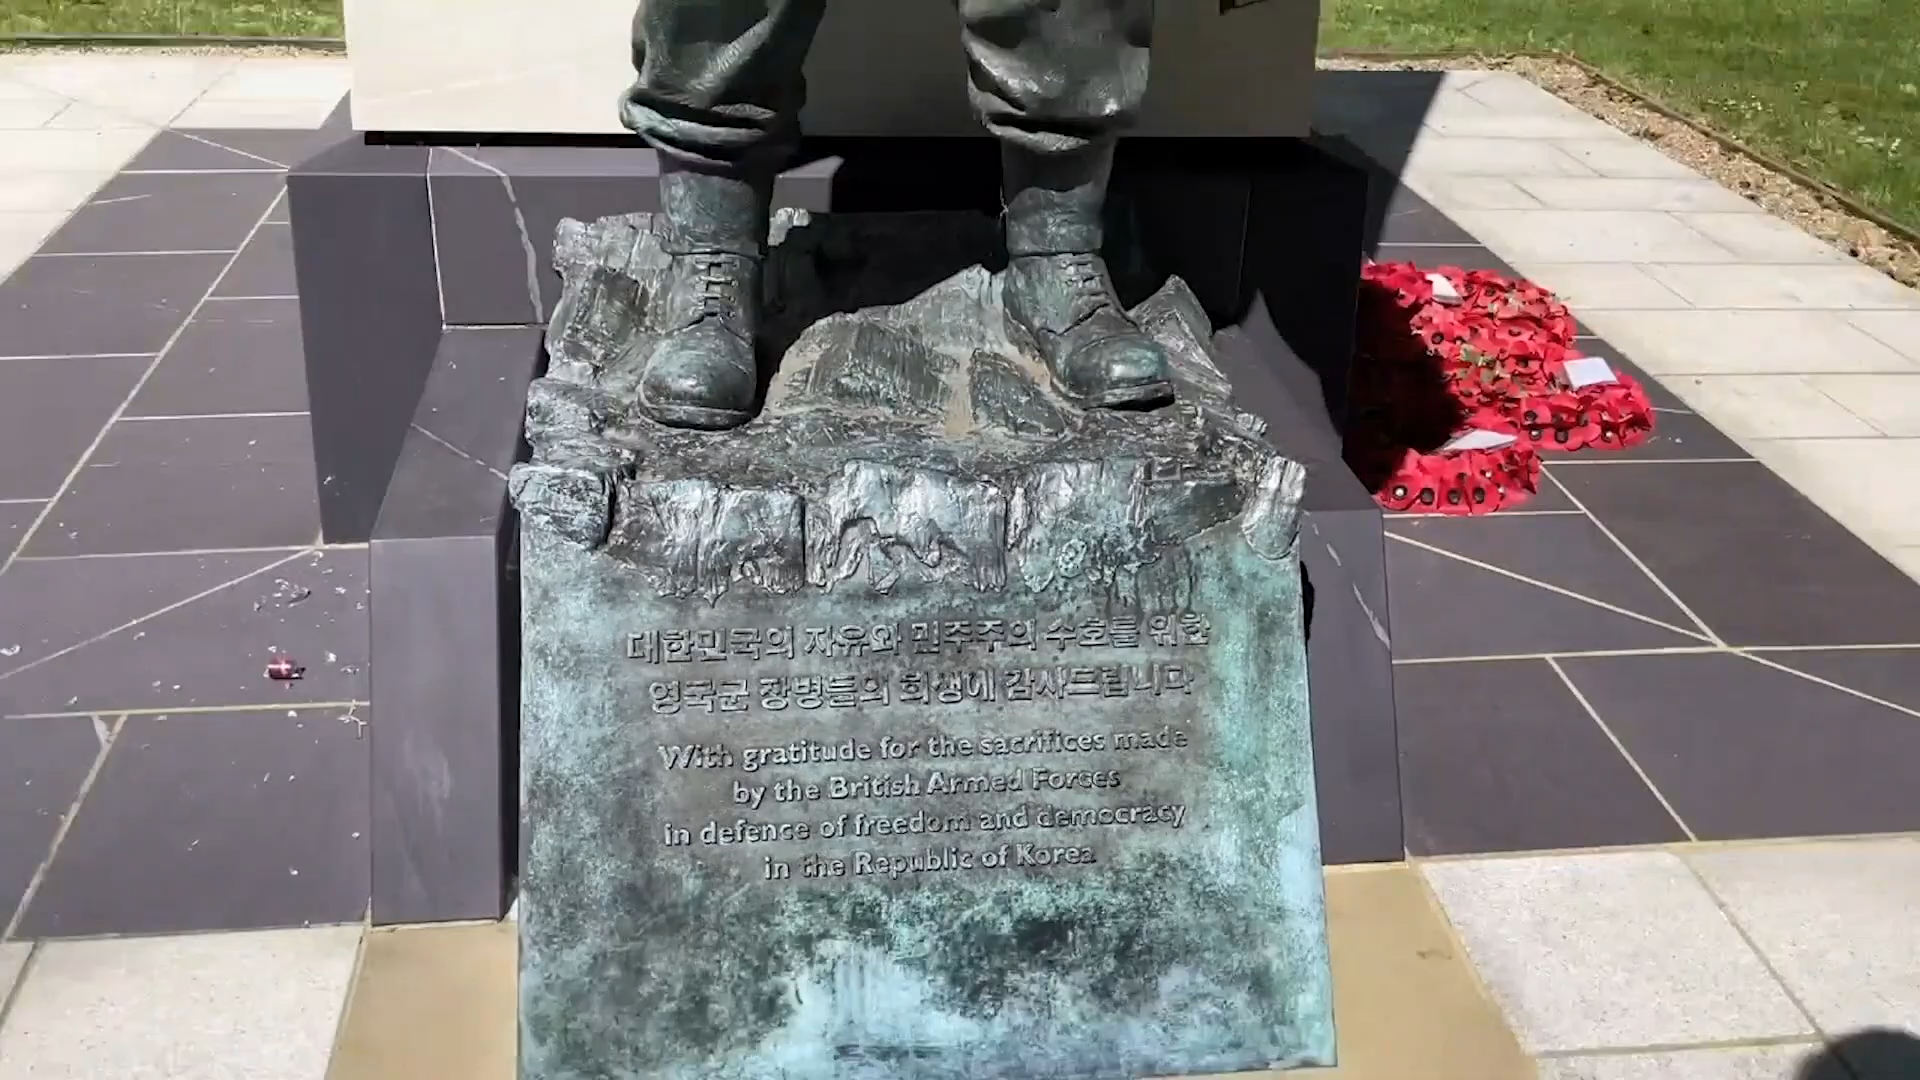 대한민국의 자유와 민주주의 수호를 위한
영국군 장병들의 희생에 감사드립니다
With gratitude for the sacrifices made
by the British Armed Forces
in defence of freedom and democracy
in the Republic of Korea